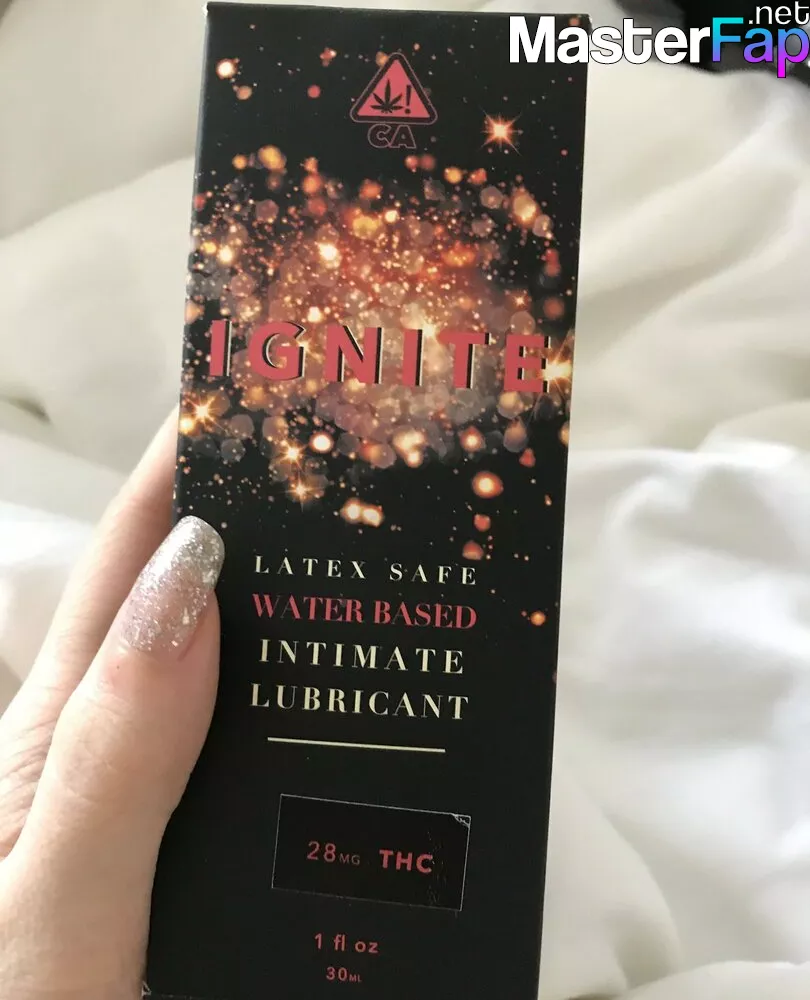 .net
MasterFap
!
CA
IGNITE
LATEX SAFE
WATER BASED
INTIMATE
LUBRICANT
28MG THC
1 fl oz
30ML